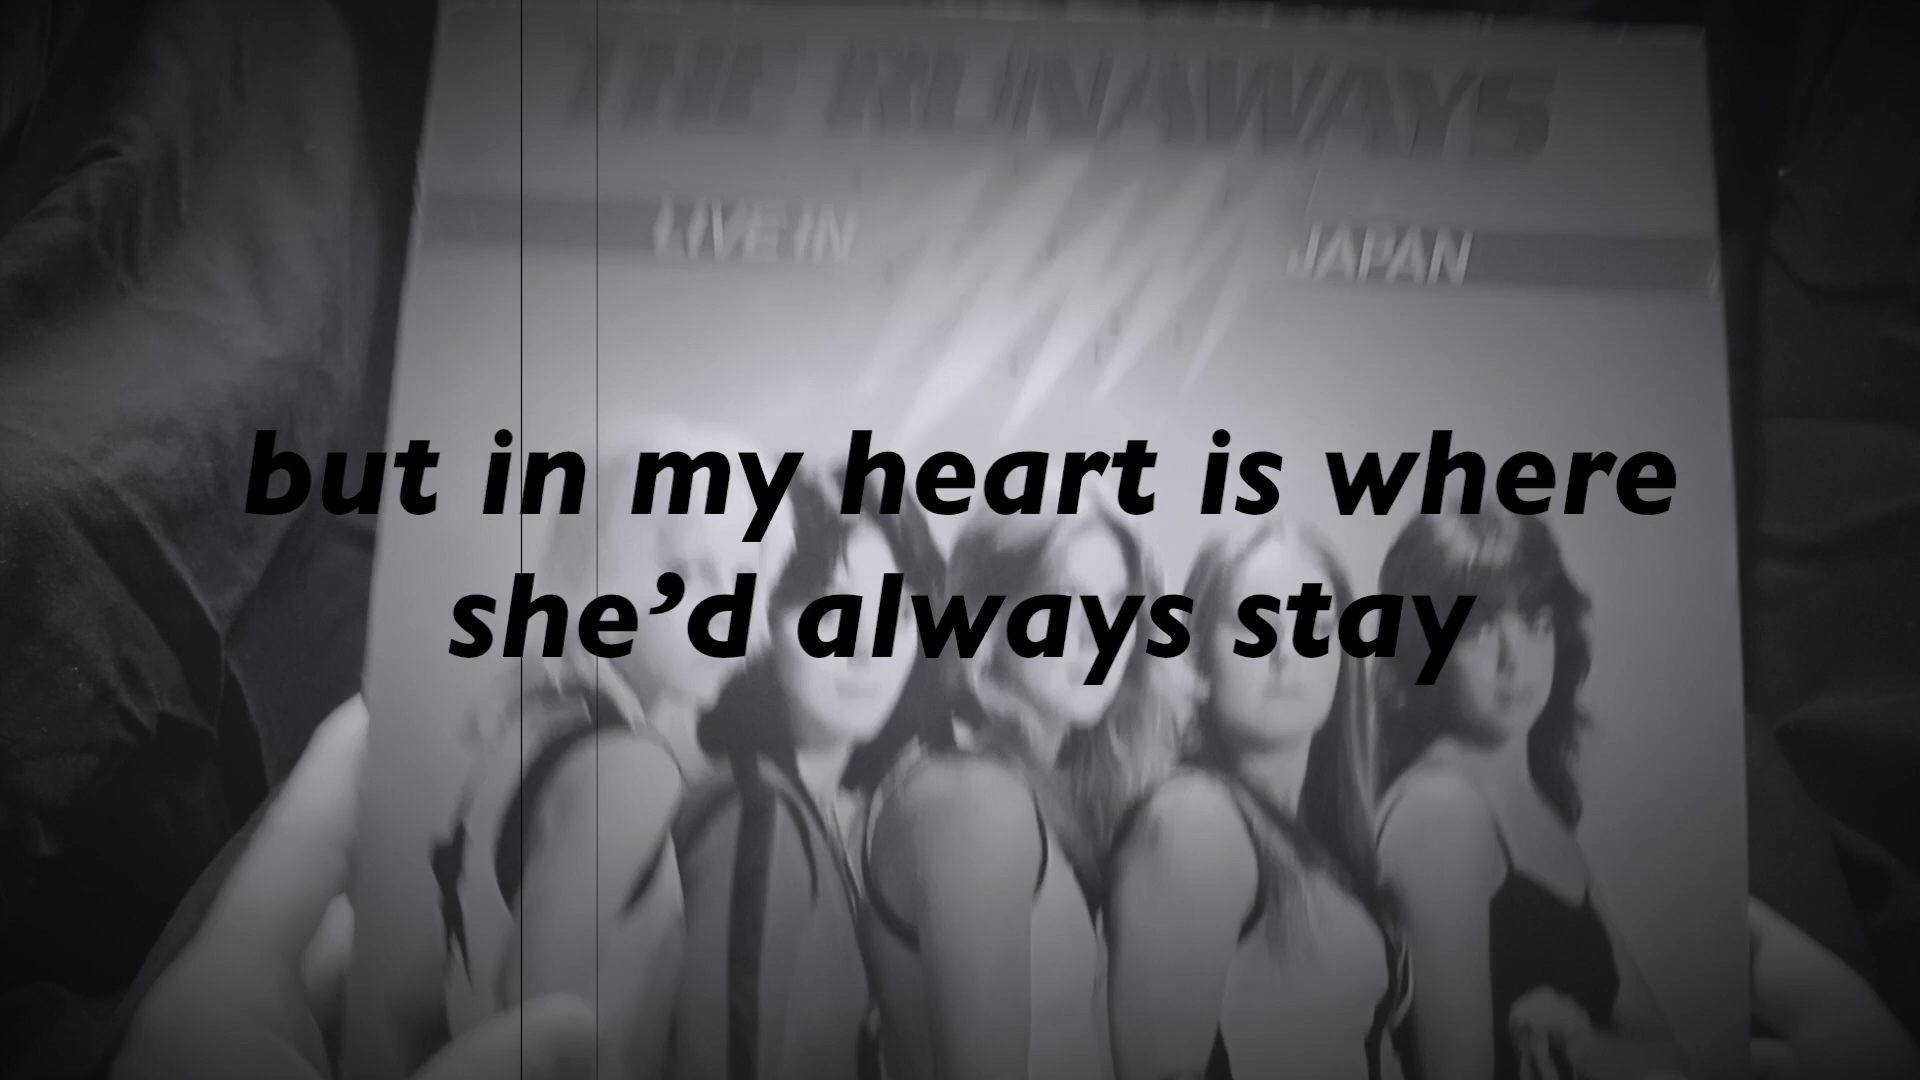 THE RUNAWAYS
LIVE IN JAPAN
but in my heart is where
she’d always stay